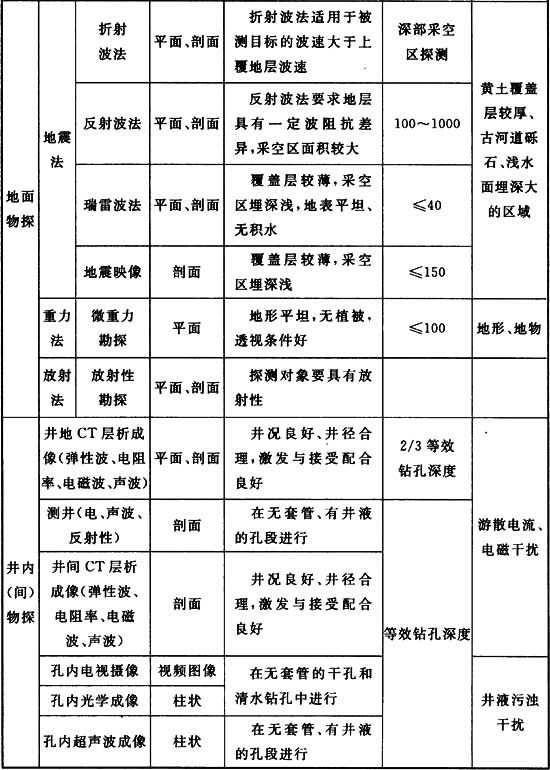 地面
物探
地震
法
折射
波法
平面、剖面
折射波法适用于被
测目标的波速大于上
覆地层波速
深部采空
区探测
黄土覆盖
层较厚、
古河道砾
石、浅水
面埋深大
的区域
反射波法
平面、剖面
反射波法要求地层
具有一定波阻抗差
异,采空区面积较大
100～1000
瑞雷波法
平面、剖面
覆盖层较薄,采空
区埋深浅,地表平坦、
无积水
≤40
地震映像
剖面
覆盖层较薄,采空
区埋深浅
≤150
重力
法
微重力
勘探
平面
地形平坦,无植被,
透视条件好
≤100
地形、地物
放射
法
放射性
勘探
平面、剖面
探测对象要具有放
射性
井内
(间)
物探
井地 CT 层析成
像(弹性波、电阻
率、电磁波、声波)
平面、剖面
井况良好、井径合
理,激发与接受配合
良好
2/3 等效
钻孔深度
游散电流、
电磁干扰
测井(电、声波、
反射性)
剖面
在无套管、有井液
的孔段进行
等效钻孔深度
井间 CT 层析
成像(弹性波、
电阻率、电磁
波、声波)
剖面
井况良好、井径合
理,激发与接受配合
良好
孔内电视摄像
视频图像
在无套管的干孔和
清水钻孔中进行
井液污浊
干扰
孔内光学成像
柱状
孔内超声波成像
柱状
在无套管、有井液
的孔段进行